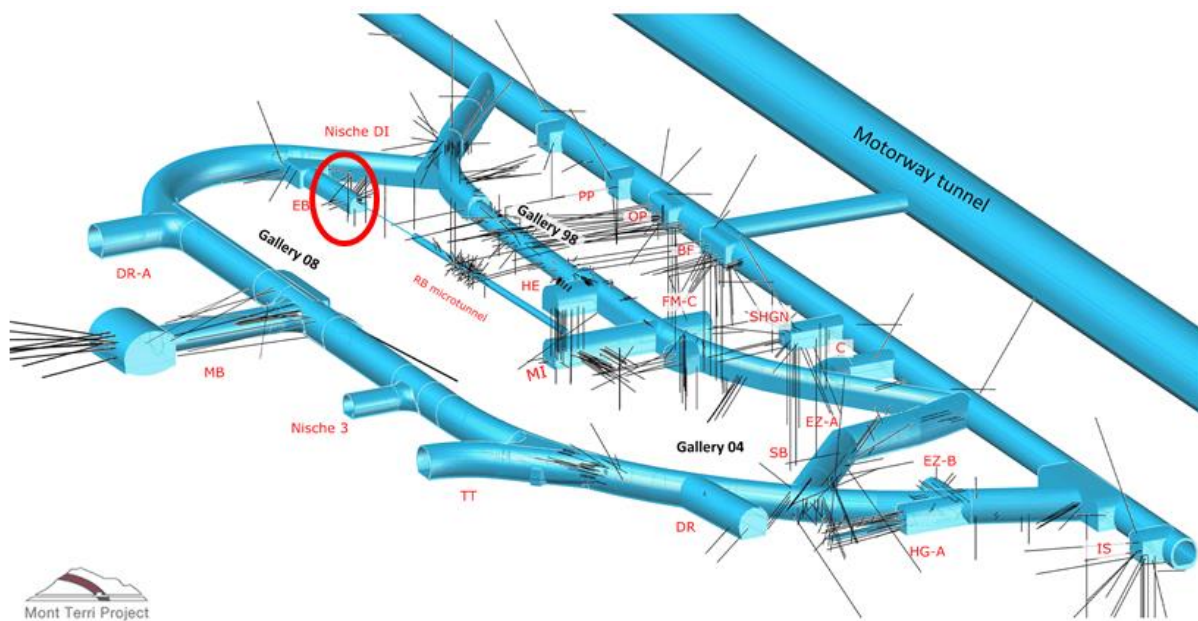 Motorway tunnel
Nische DI
EB
PP
OP
Gallery 98
BF
Gallery 08
DR-A
RB microtunnel
HE
FM-C
SHGN
C
MI
MB
EZ-A
Nische 3
Gallery 04
SB
EZ-B
TT
DR
HG-A
IS
Mont Terri Project